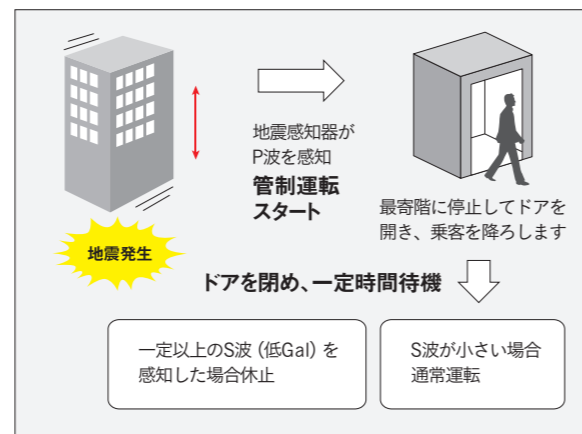 地震発生
地震感知器が
P波を感知
管制運転
スタート
最寄階に停止してドアを
開き、乗客を降ろします
ドアを閉め、一定時間待機
一定以上のS波（低Gal）を
感知した場合休止
S波が小さい場合
通常運転